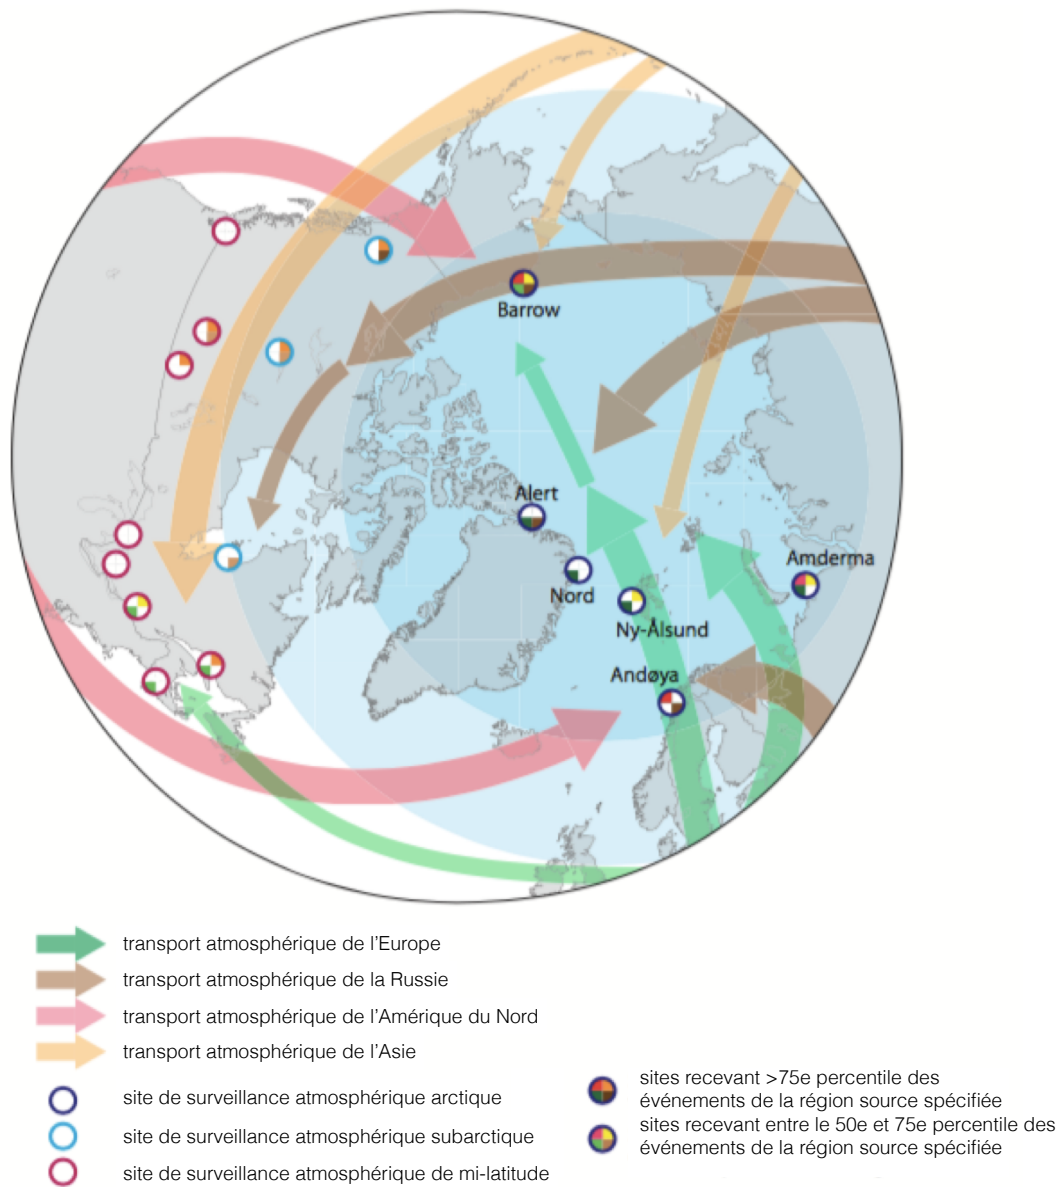 Barrow
Alert
Amderma
Nord
Ny-Ålsund
Andøya
transport atmosphérique de l'Europe
transport atmosphérique de la Russie
transport atmosphérique de l'Amérique du Nord
transport atmosphérique de l'Asie
site de surveillance atmosphérique arctique
site de surveillance atmosphérique subarctique
site de surveillance atmosphérique de mi-latitude
sites recevant >75e percentile des
événements de la région source spécifiée
sites recevant entre le 50e et 75e percentile des
événements de la région source spécifiée